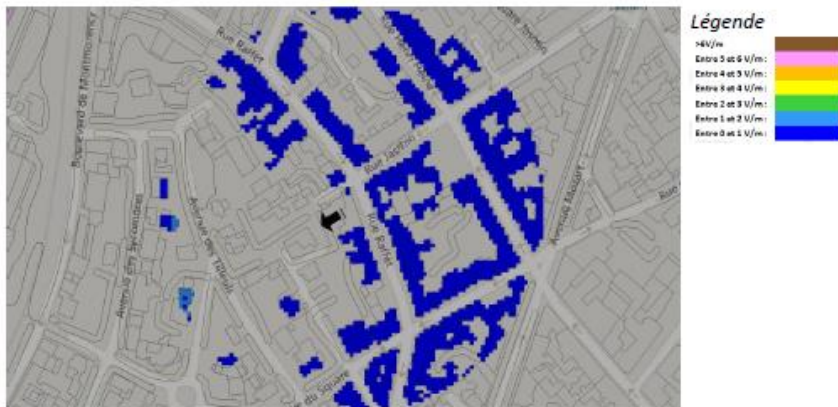 Légende
>6V/m
Entre 5 et 6 V/m :
Entre 4 et 5 V/m :
Entre 3 et 4 V/m :
Entre 2 et 3 V/m :
Entre 1 et 2 V/m :
Entre 0 et 1 V/m :
Rue Raffet
Boulevard de Montmorency
Rue Jasmin
Avenue Mozart
Rue
Avenue des Sycomores
Avenue des Tilleuls
Rue Raffet
du Square